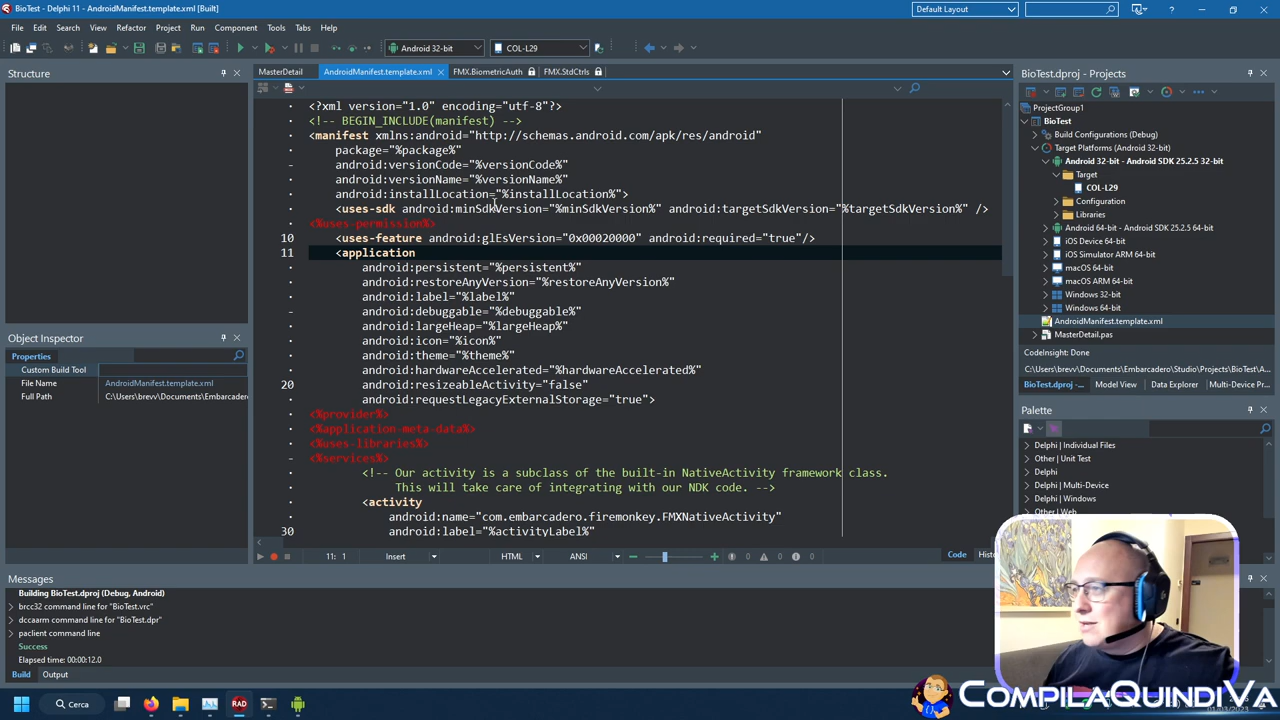 BioTest - Delphi 11 - AndroidManifest.template.xml [Built]
Default Layout
File Edit Search View Refactor Project Run Component Tools Tabs Help
Android 32-bit
COL-L29
Structure
MasterDetail
AndroidManifest.template.xml
FMX.BiometricAuth
FMX.StdCtrls
<?xml version="1.0" encoding="utf-8"?>
<!-- BEGIN_INCLUDE(manifest) -->
<manifest xmlns:android="http://schemas.android.com/apk/res/android"
package="%package%"
android:versionCode="%versionCode%"
android:versionName="%versionName%"
android:installLocation="%installLocation%">
<uses-sdk android:minSdkVersion="%minSdkVersion%" android:targetSdkVersion="%targetSdkVersion%" />
<%uses-permission%>
10 <uses-feature android:glEsVersion="0x00020000" android:required="true"/>
11 <application
android:persistent="%persistent%"
android:restoreAnyVersion="%restoreAnyVersion%"
android:label="%label%"
android:debuggable="%debuggable%"
android:largeHeap="%largeHeap%"
android:icon="%icon%"
android:theme="%theme%"
android:hardwareAccelerated="%hardwareAccelerated%"
20 android:resizeableActivity="false"
android:requestLegacyExternalStorage="true">
<%provider%>
<%application-meta-data%>
<%uses-libraries%>
<%services%>
<!-- Our activity is a subclass of the built-in NativeActivity framework class.
This will take care of integrating with our NDK code. -->
<activity
android:name="com.embarcadero.firemonkey.FMXNativeActivity"
30 android:label="%activityLabel%"
11: 1
Insert
HTML
ANSI
Code
Object Inspector
Properties
Custom Build Tool
File Name AndroidManifest.template.xml
Full Path C:\Users\brevv\Documents\Embarcadero
BioTest.dproj - Projects
ProjectGroup1
BioTest
Build Configurations (Debug)
Target Platforms (Android 32-bit)
Android 32-bit - Android SDK 25.2.5 32-bit
Target
COL-L29
Configuration
Libraries
Android 64-bit - Android SDK 25.2.5 64-bit
iOS Device 64-bit
iOS Simulator ARM 64-bit
macOS 64-bit
macOS ARM 64-bit
Windows 32-bit
Windows 64-bit
AndroidManifest.template.xml
MasterDetail.pas
CodeInsight: Done
C:\Users\brevv\Documents\Embarcadero\Studio\Projects\BioTest\A...
BioTest.dproj -... Model View Data Explorer Multi-Device Pr...
Palette
Delphi | Individual Files
Other | Unit Test
Delphi
Delphi | Multi-Device
Delphi | Windows
Other | Web
Messages
Building BioTest.dproj (Debug, Android)
brcc32 command line for "BioTest.vrc"
dccaarm command line for "BioTest.dpr"
paclient command line
Success
Elapsed time: 00:00:12.0
Build Output
Cerca
RAD
COMPILAQUINDIVA